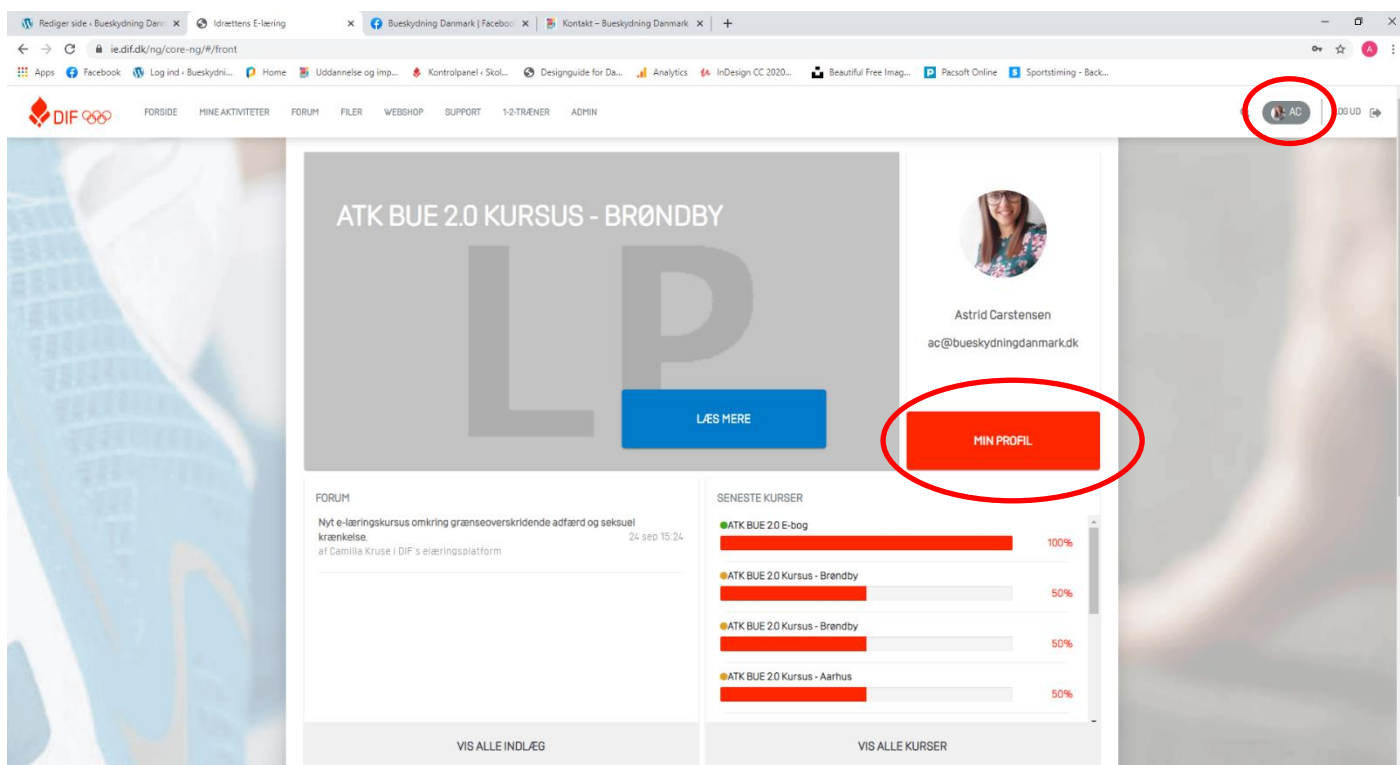 Rediger side ‹ Bueskydning Danm
Idrættens E-læring
Bueskydning Danmark | Faceboo
Kontakt – Bueskydning Danmark
ie.dif.dk/ng/core-ng/#/front
A
Apps
Facebook
Log ind ‹ Bueskydni...
Home
Uddannelse og imp...
Kontrolpanel ‹ Skol...
Designguide for Da...
Analytics
InDesign CC 2020...
Beautiful Free Imag...
Pacsoft Online
Sportstiming - Back...
DIF
FORSIDE
MINE AKTIVITETER
FORUM
FILER
WEBSHOP
SUPPORT
1-2-TRÆNER
ADMIN
AC
LOG UD
ATK BUE 2.0 KURSUS - BRØNDBY
LP
LÆS MERE
Astrid Carstensen
ac@bueskydningdanmark.dk
MIN PROFIL
FORUM
Nyt e-læringskursus omkring grænseoverskridende adfærd og seksuel
krænkelse.
24 sep 15:24
af Camilla Kruse i DIF's elæringsplatform
VIS ALLE INDLÆG
SENESTE KURSER
ATK BUE 2.0 E-bog
100%
ATK BUE 2.0 Kursus - Brøndby
50%
ATK BUE 2.0 Kursus - Brøndby
50%
ATK BUE 2.0 Kursus - Aarhus
50%
VIS ALLE KURSER